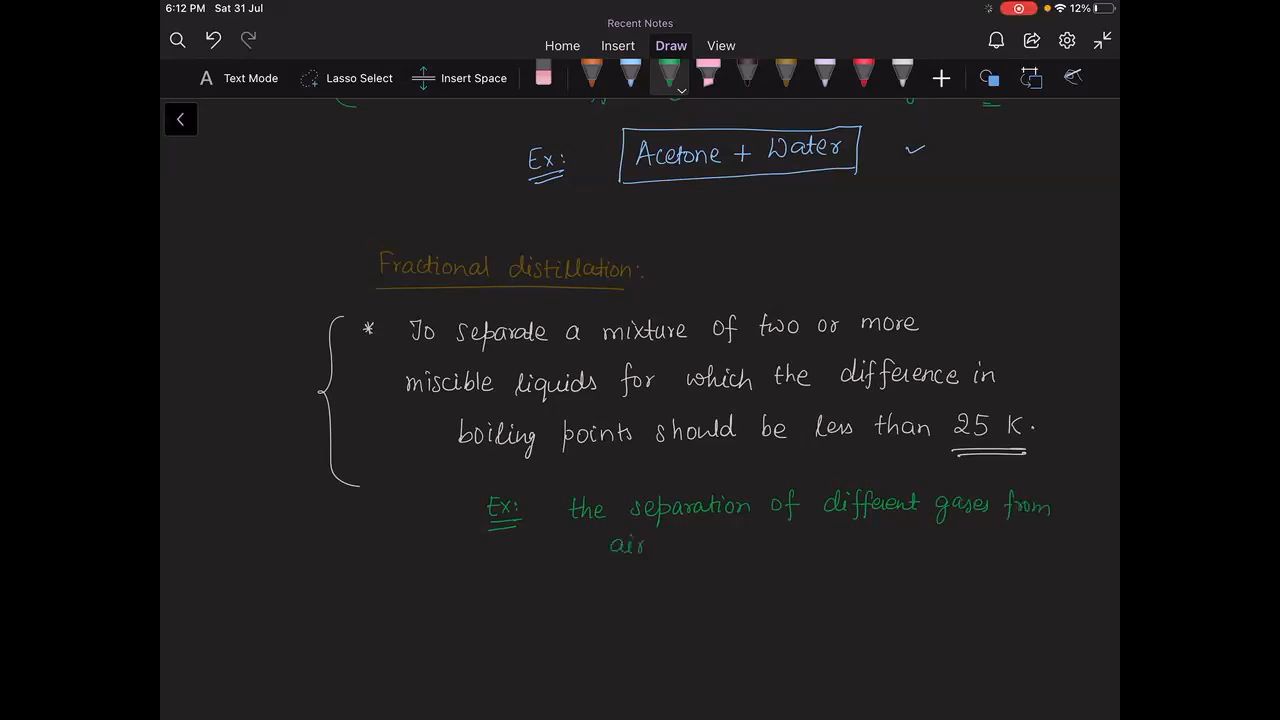 6:12 PM Sat 31 Jul
12%
Recent Notes
Home Insert Draw View
Text Mode Lasso Select Insert Space
Ex: Acetone + Water
Fractional distillation:
* To separate a mixture of two or more
miscible liquids for which the difference in
boiling points should be less than 25 K.
Ex: the separation of different gases from
air